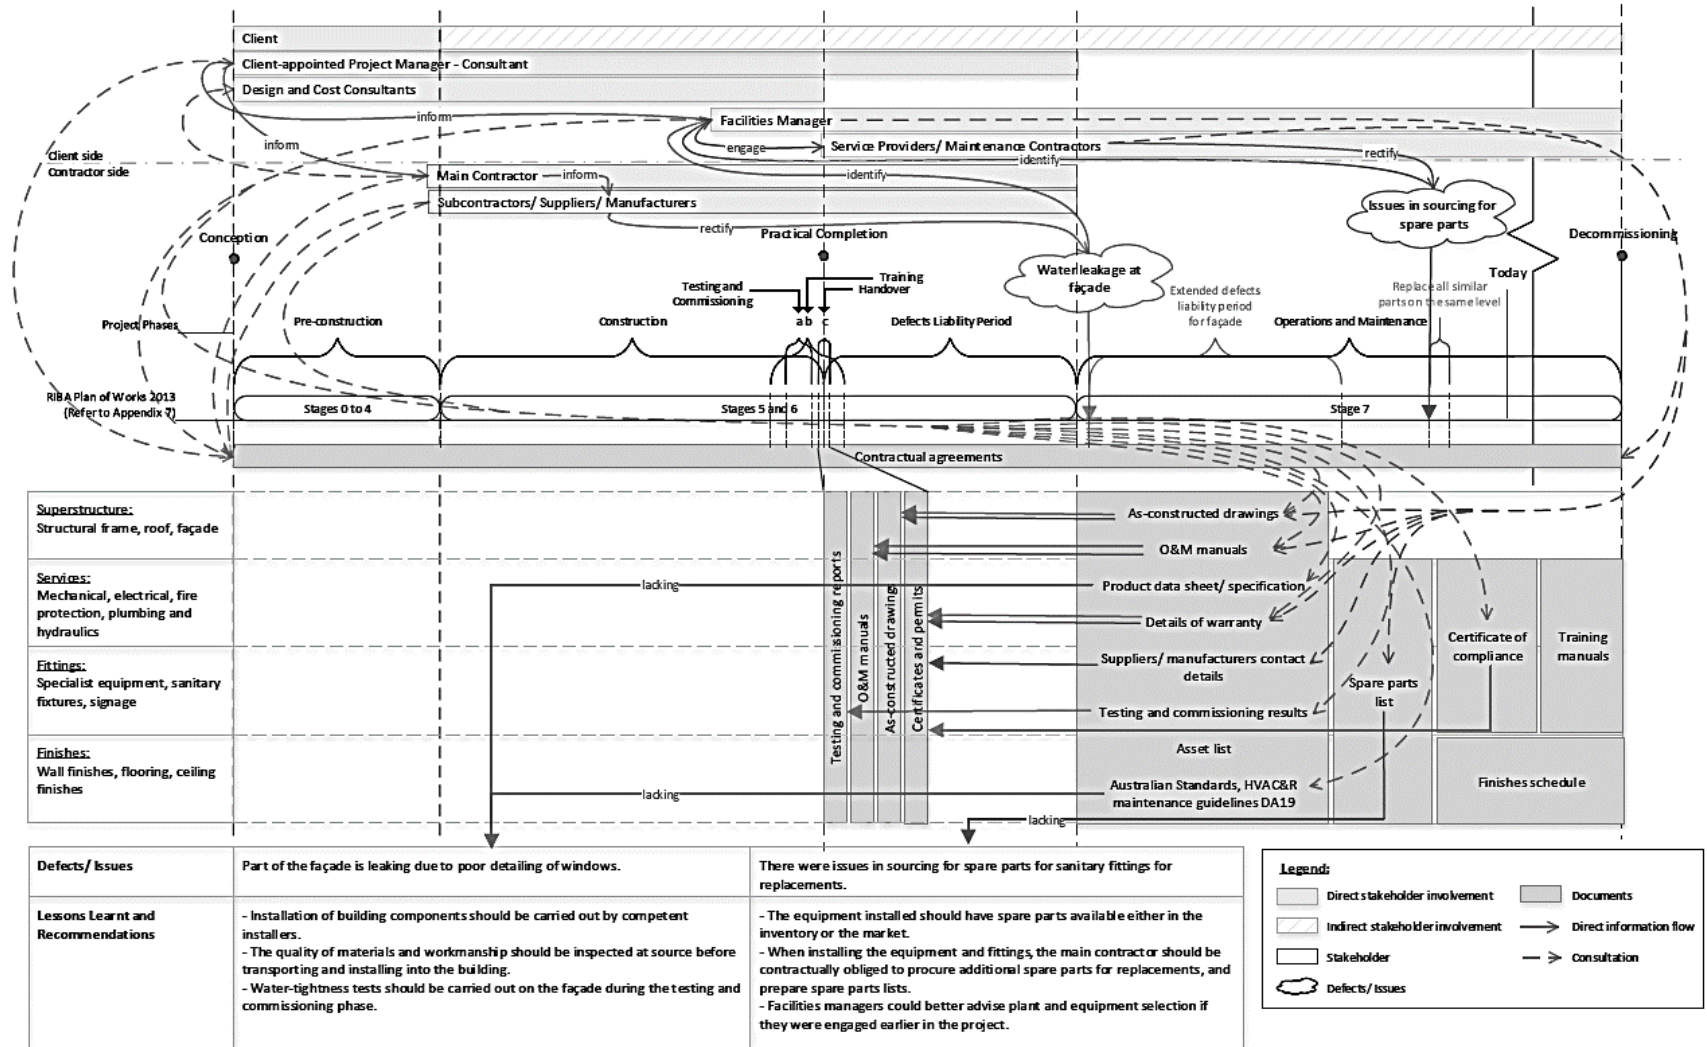 Client
Client-appointed Project Manager - Consultant
Design and Cost Consultants
inform
Facilities Manager
inform
engage
Service Providers/ Maintenance Contractors
identify
rectify
Client side
Contractor side
Main Contractor
inform
identify
Subcontractors/ Suppliers/ Manufacturers
rectify
Issues in sourcing for
spare parts
Conception
Practical Completion
Decommissioning
Water leakage at
façade
Today
Testing and
Commissioning
Training
Handover
Extended defects
liability period
for façade
Replace all similar
parts on the same level
Project Phases
Pre-construction
Construction
a b c
Defects Liability Period
Operations and Maintenance
RIBA Plan of Works 2013
(Refer to Appendix 7)
Stages 0 to 4
Stages 5 and 6
Stage 7
Contractual agreements
Superstructure:
Structural frame, roof, façade
Services:
Mechanical, electrical, fire
protection, plumbing and
hydraulics
Fittings:
Specialist equipment, sanitary
fixtures, signage
Finishes:
Wall finishes, flooring, ceiling
finishes
Testing and commissioning reports
O&M manuals
As-constructed drawings
Certificates and permits
As-constructed drawings
O&M manuals
lacking
Product data sheet/ specification
Details of warranty
Suppliers/ manufacturers contact
details
Testing and commissioning results
Asset list
lacking
Australian Standards, HVAC&R
maintenance guidelines DA19
lacking
Spare parts
list
Certificate of
compliance
Training
manuals
Finishes schedule
Defects/ Issues
Part of the façade is leaking due to poor detailing of windows.
There were issues in sourcing for spare parts for sanitary fittings for
replacements.
Lessons Learnt and
Recommendations
- Installation of building components should be carried out by competent
installers.
- The quality of materials and workmanship should be inspected at source before
transporting and installing into the building.
- Water-tightness tests should be carried out on the façade during the testing and
commissioning phase.
- The equipment installed should have spare parts available either in the
inventory or the market.
- When installing the equipment and fittings, the main contractor should be
contractually obliged to procure additional spare parts for replacements, and
prepare spare parts lists.
- Facilities managers could better advise plant and equipment selection if
they were engaged earlier in the project.
Legend:
Direct stakeholder involvement
Documents
Indirect stakeholder involvement
Direct information flow
Stakeholder
Consultation
Defects/ Issues